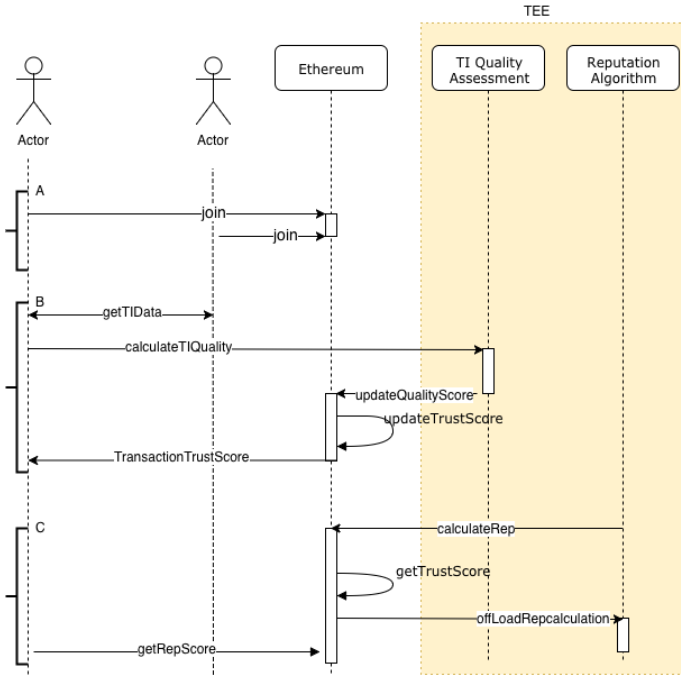 TEE
Ethereum
TI Quality
Assessment
Reputation
Algorithm
Actor
Actor
A
join
join
B
getTIData
calculateTIQuality
updateQualityScore
updateTrustScore
TransactionTrustScore
C
calculateRep
getTrustScore
offLoadRepcalculation
getRepScore